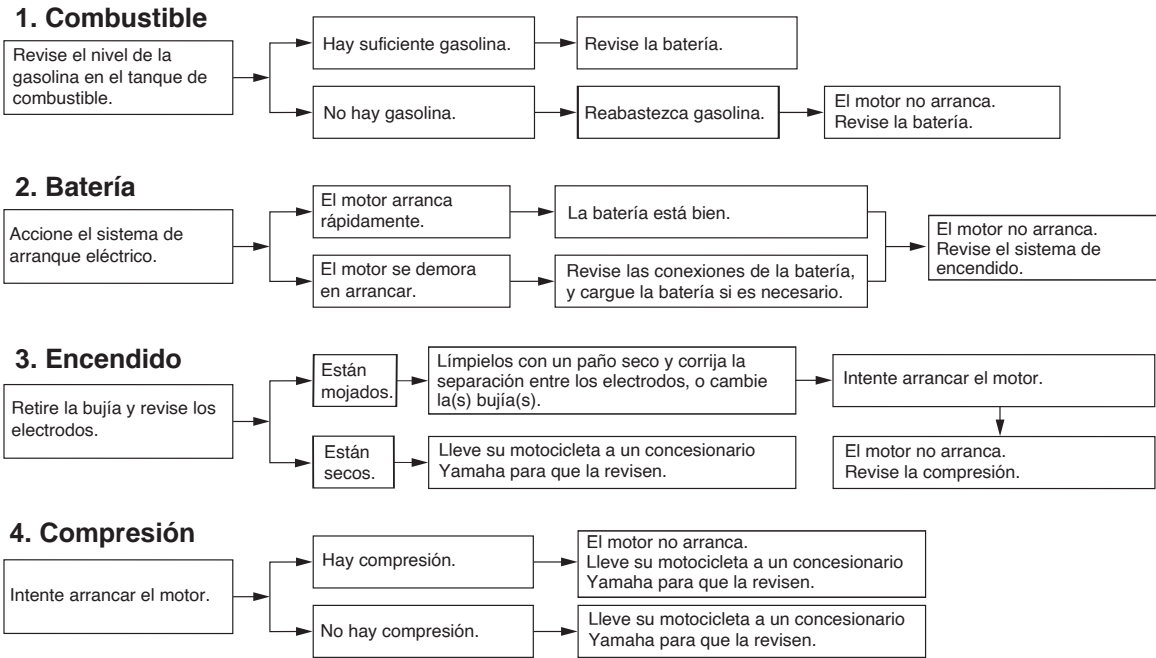 1. Combustible
Revise el nivel de la
gasolina en el tanque de
combustible.
Hay suficiente gasolina.
Revise la batería.
No hay gasolina.
Reabastezca gasolina.
El motor no arranca.
Revise la batería.
2. Batería
Accione el sistema de
arranque eléctrico.
El motor arranca
rápidamente.
La batería está bien.
El motor se demora
en arrancar.
Revise las conexiones de la batería,
y cargue la batería si es necesario.
El motor no arranca.
Revise el sistema de
encendido.
3. Encendido
Retire la bujía y revise los
electrodos.
Están
mojados.
Límpielos con un paño seco y corrija la
separación entre los electrodos, o cambie
la(s) bujía(s).
Intente arrancar el motor.
Están
secos.
Lleve su motocicleta a un concesionario
Yamaha para que la revisen.
El motor no arranca.
Revise la compresión.
4. Compresión
Intente arrancar el motor.
Hay compresión.
El motor no arranca.
Lleve su motocicleta a un concesionario
Yamaha para que la revisen.
No hay compresión.
Lleve su motocicleta a un concesionario
Yamaha para que la revisen.